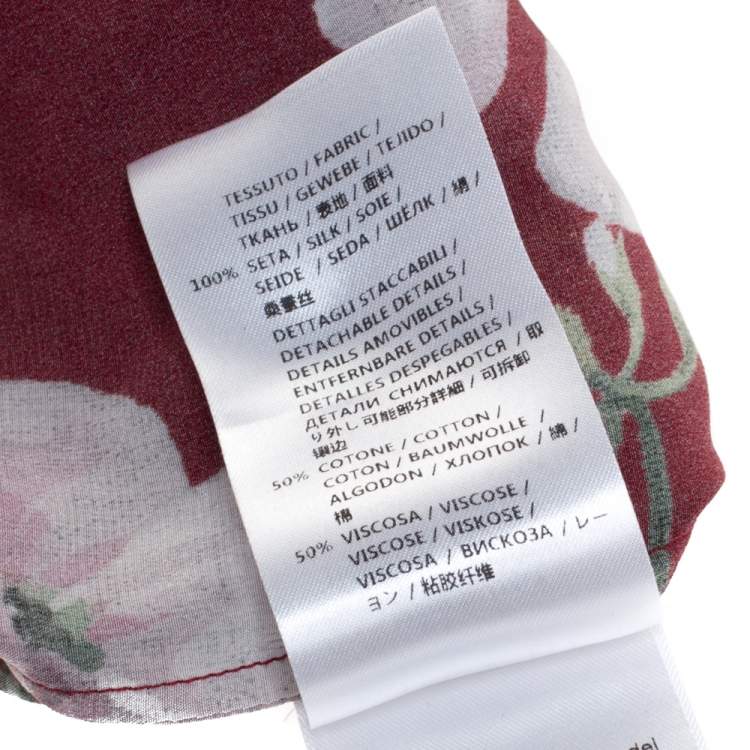 TESSUTO / FABRIC /
TISSU / GEWEBE / TEJIDO /
ТКАНЬ / 表地 / 面料
100% SETA / SILK / SOIE /
SEIDE / SEDA / ШЁЛК / 絹 /
桑蚕丝
DETTAGLI STACCABILI /
DETACHABLE DETAILS /
DETAILS AMOVIBLES /
ENTFERNBARE DETAILS /
DETALLES DESPEGABLES /
ДЕТАЛИ СНИМАЮТСЯ / 取
り外し可能部分詳細 / 可拆卸
镶边
50% COTONE / COTTON /
COTON / BAUMWOLLE /
ALGODON / ХЛОПОК / 綿 /
棉
50% VISCOSA / VISCOSE /
VISCOSE / VISKOSE /
VISCOSA / ВИСКОЗА / レー
ヨン / 粘胶纤维